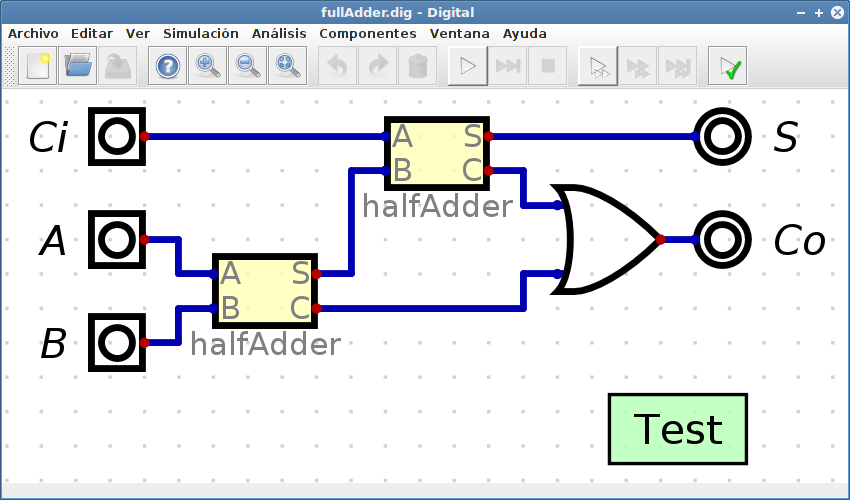 fullAdder.dig - Digital
Archivo Editar Ver Simulación Análisis Componentes Ventana Ayuda
Ci
A S
B C
halfAdder
S
A
A S
B C
halfAdder
Co
B
Test